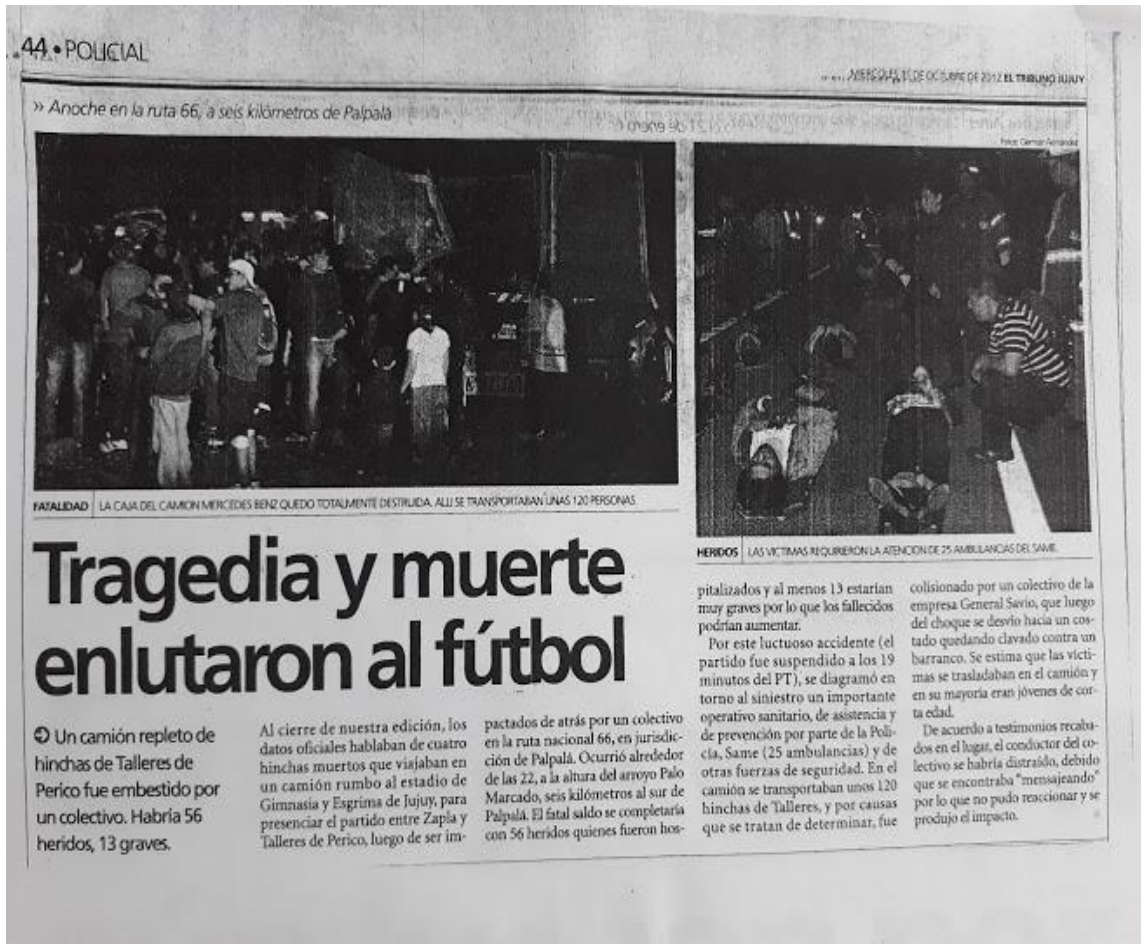 44 • POLICIAL
DE OCTUBRE DE 2012 EL TRIBUNO JUJUY
» Anoche en la ruta 66, a seis kilómetros de Palpalá
Fotos: Germán Fernández
FATALIDAD | LA CAJA DEL CAMION MERCEDES BENZ QUEDO TOTALMENTE DESTRUIDA. ALLI SE TRANSPORTABAN UNAS 120 PERSONAS.
HERIDOS | LAS VICTIMAS REQUIRIERON LA ATENCION DE 25 AMBULANCIAS DEL SAME.
Tragedia y muerte
enlutaron al fútbol
Un camión repleto de
hinchas de Talleres de
Perico fue embestido por
un colectivo. Habría 56
heridos, 13 graves.
Al cierre de nuestra edición, los
datos oficiales hablaban de cuatro
hinchas muertos que viajaban en
un camión rumbo al estadio de
Gimnasia y Esgrima de Jujuy, para
presenciar el partido entre Zapla y
Talleres de Perico, luego de ser im-
pactados de atrás por un colectivo
en la ruta nacional 66, en jurisdic-
ción de Palpalá. Ocurrió alrededor
de las 22, a la altura del arroyo Palo
Marcado, seis kilómetros al sur de
Palpalá. El fatal saldo se completaría
con 56 heridos quienes fueron hos-
pitalizados y al menos 13 estarían
muy graves por lo que los fallecidos
podrían aumentar.
Por este luctuoso accidente (el
partido fue suspendido a los 19
minutos del PT), se diagramó en
torno al siniestro un importante
operativo sanitario, de asistencia y
de prevención por parte de la Poli-
cía, Same (25 ambulancias) y de
otras fuerzas de seguridad. En el
camión se transportaban unos 120
hinchas de Talleres, y por causas
que se tratan de determinar, fue
colisionado por un colectivo de la
empresa General Savio, que luego
del choque se desvío hacia un cos-
tado quedando clavado contra un
barranco. Se estima que las vícti-
mas se trasladaban en el camión y
en su mayoría eran jóvenes de cor-
ta edad.
De acuerdo a testimonios recaba-
dos en el lugar, el conductor del co-
lectivo se habría distraído, debido
que se encontraba "mensajeando"
por lo que no pudo reaccionar y se
produjo el impacto.